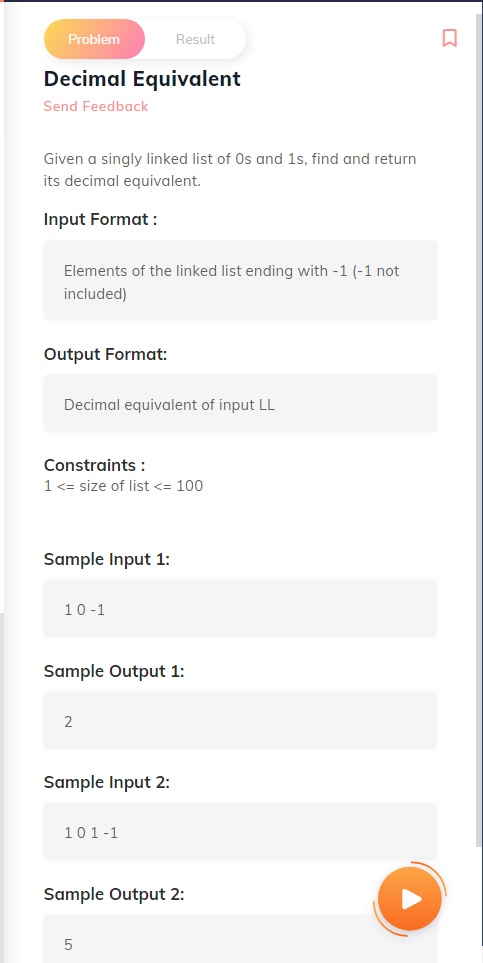 Problem
Result
Decimal Equivalent
Send Feedback
Given a singly linked list of 0s and 1s, find and return
its decimal equivalent.
Input Format :
Elements of the linked list ending with -1 (-1 not
included)
Output Format:
Decimal equivalent of input LL
Constraints :
1 <= size of list <= 100
Sample Input 1:
1 0 -1
Sample Output 1:
2
Sample Input 2:
1 0 1 -1
Sample Output 2:
5